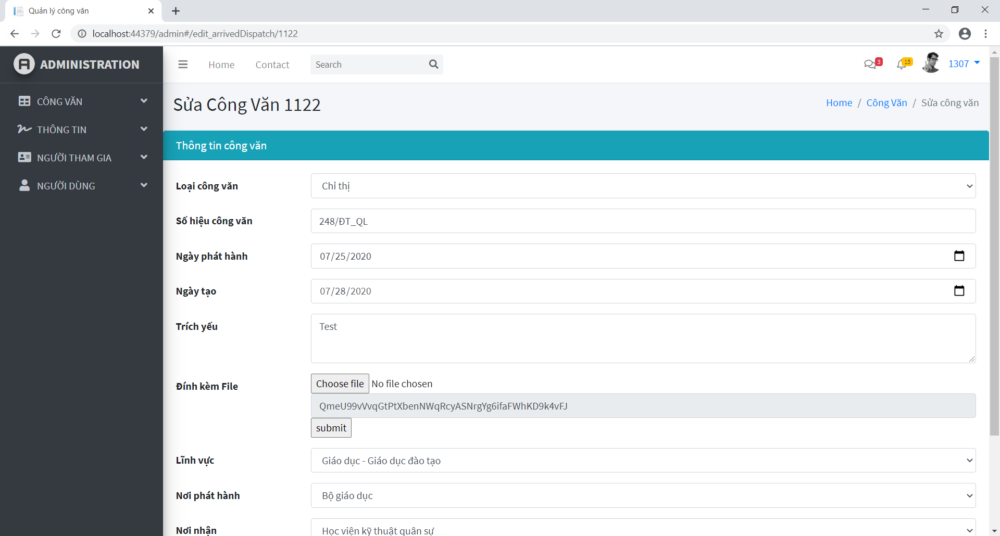 Quản lý công văn
localhost:44379/admin#/edit_arrivedDispatch/1122
A ADMINISTRATION
Home Contact Search 3 15 1307
CÔNG VĂN
THÔNG TIN
NGƯỜI THAM GIA
NGƯỜI DÙNG
Sửa Công Văn 1122
Home / Công Văn / Sửa công văn
Thông tin công văn
Loại công văn Chỉ thị
Số hiệu công văn 248/ĐT_QL
Ngày phát hành 07/25/2020
Ngày tạo 07/28/2020
Trích yếu Test
Đính kèm File Choose file No file chosen
QmeU99vVvqGtPtXbenNWqRcyASNrgYg6ifaFWhKD9k4vFJ
submit
Lĩnh vực Giáo dục - Giáo dục đào tạo
Nơi phát hành Bộ giáo dục
Nơi nhận Học viện kỹ thuật quân sự